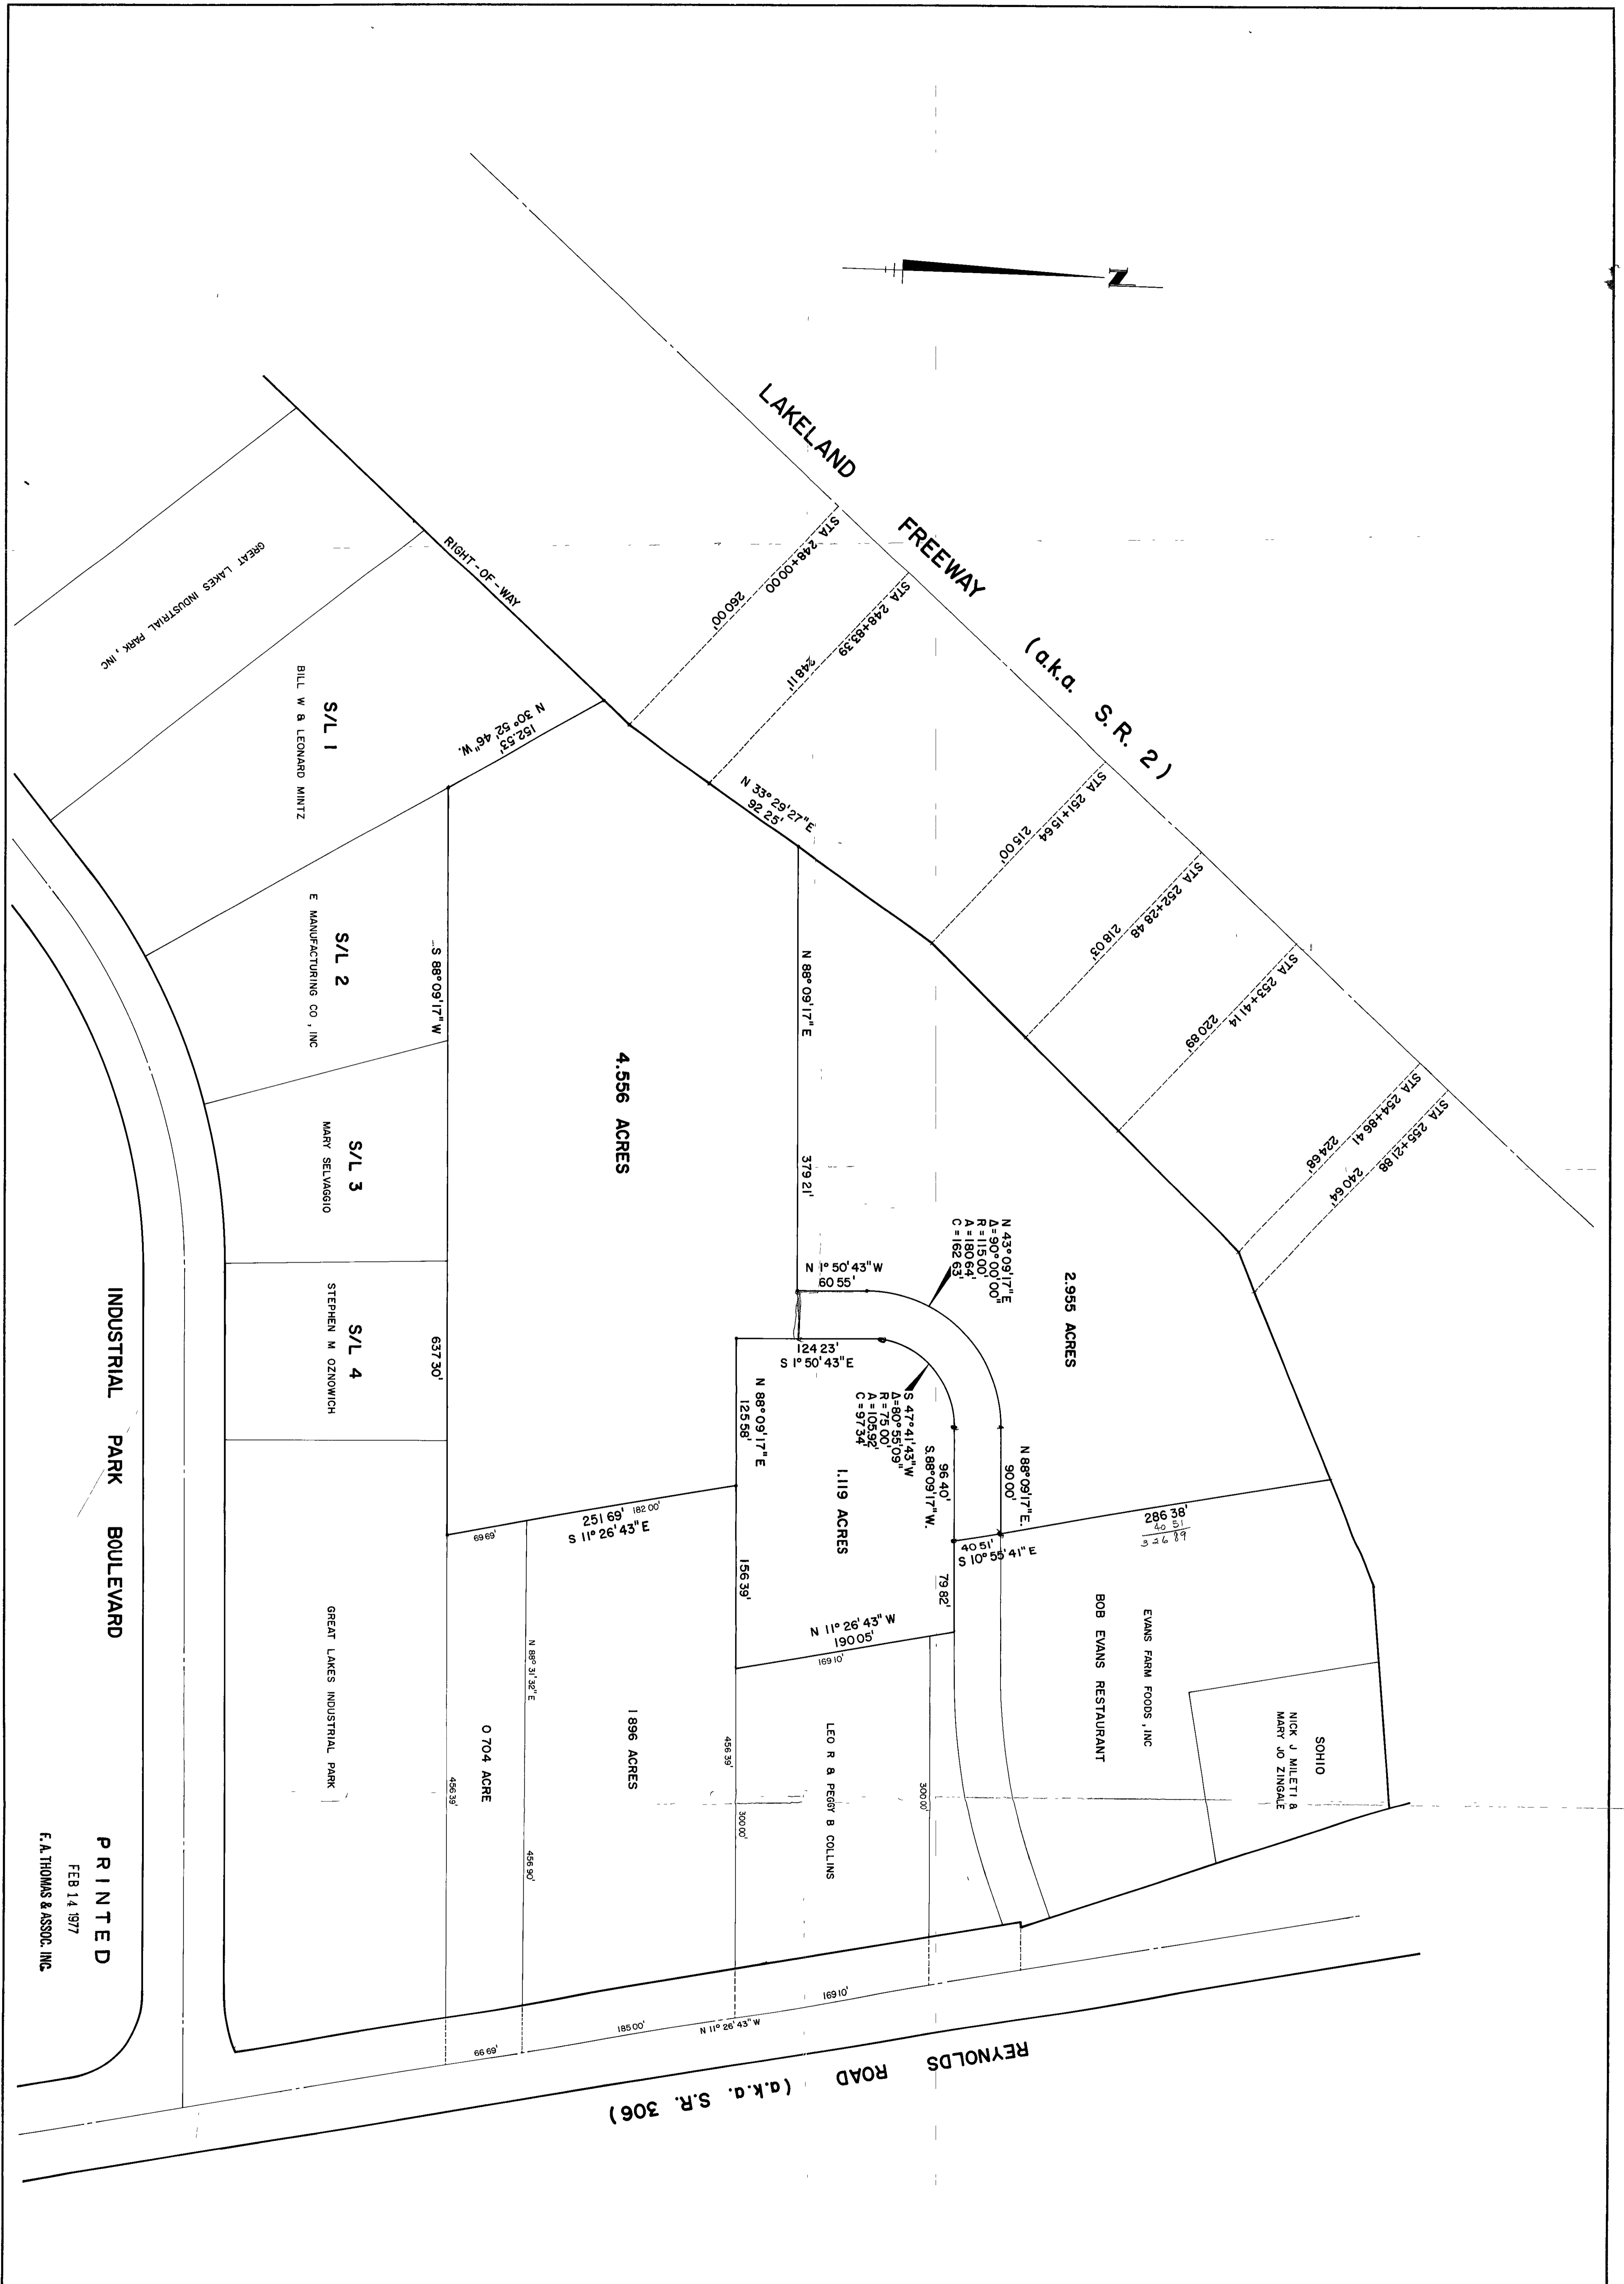 LAKELAND FREEWAY (a.k.a. S.R. 2)
N
STA 248+00 00
260 00'
STA 248+83.39
248 11'
STA 251+15 64
215 00'
STA 252+28 48
218 03'
STA 253+41 14
220 89'
STA 254+86 41
224 68'
STA 255+21 88
240 64'
RIGHT-OF-WAY
GREAT LAKES INDUSTRIAL PARK, INC
S/L 1
BILL W & LEONARD MINTZ
N 30° 52' 46" W.
152.53'
N 33° 29' 27" E
92 25'
S/L 2
E MANUFACTURING CO, INC
S/L 3
MARY SELVAGGIO
S/L 4
STEPHEN M OZNOWICH
S 88° 09' 17" W
637 30'
4.556 ACRES
N 88° 09' 17" E
379 21'
N 1° 50' 43" W
60 55'
N 43° 09' 17" E
Δ = 90° 00' 00"
R = 115 00'
A = 180 64'
C = 162 63'
2.955 ACRES
124 23'
S 1° 50' 43" E
S 47° 41' 43" W
Δ = 80° 55' 09"
R = 75 00'
A = 105.92'
C = 97 34'
N 88° 09' 17" E.
90 00'
96 40'
S. 88° 09' 17" W.
N 88° 09' 17" E
125 58'
1.119 ACRES
40 51'
S 10° 55' 41" E
286 38'
40 51
326 89
79 82'
156 39'
N 11° 26' 43" W
190 05'
169 10'
251 69'
182 00'
S 11° 26' 43" E
69 69'
BOB EVANS RESTAURANT
EVANS FARM FOODS, INC
SOHIO
NICK J MILETI &
MARY JO ZINGALE
LEO R & PEGGY B COLLINS
300 00'
456 39'
300 00'
1 896 ACRES
N 88° 31' 32" E
456 90'
0 704 ACRE
456 39'
GREAT LAKES INDUSTRIAL PARK
INDUSTRIAL PARK BOULEVARD
66 69'
185 00'
N 11° 26' 43" W
169 10'
REYNOLDS ROAD (a.k.a. S.R. 306)
PRINTED
FEB 14 1977
F. A. THOMAS & ASSOC. INC.